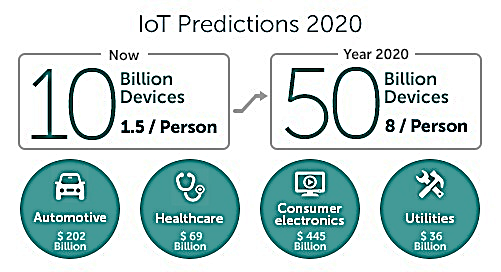 IoT Predictions 2020
Now
10 Billion
Devices
1.5 / Person
Year 2020
50 Billion
Devices
8 / Person
Automotive
$ 202
Billion
Healthcare
$ 69
Billion
Consumer
electronics
$ 445
Billion
Utilities
$ 36
Billion